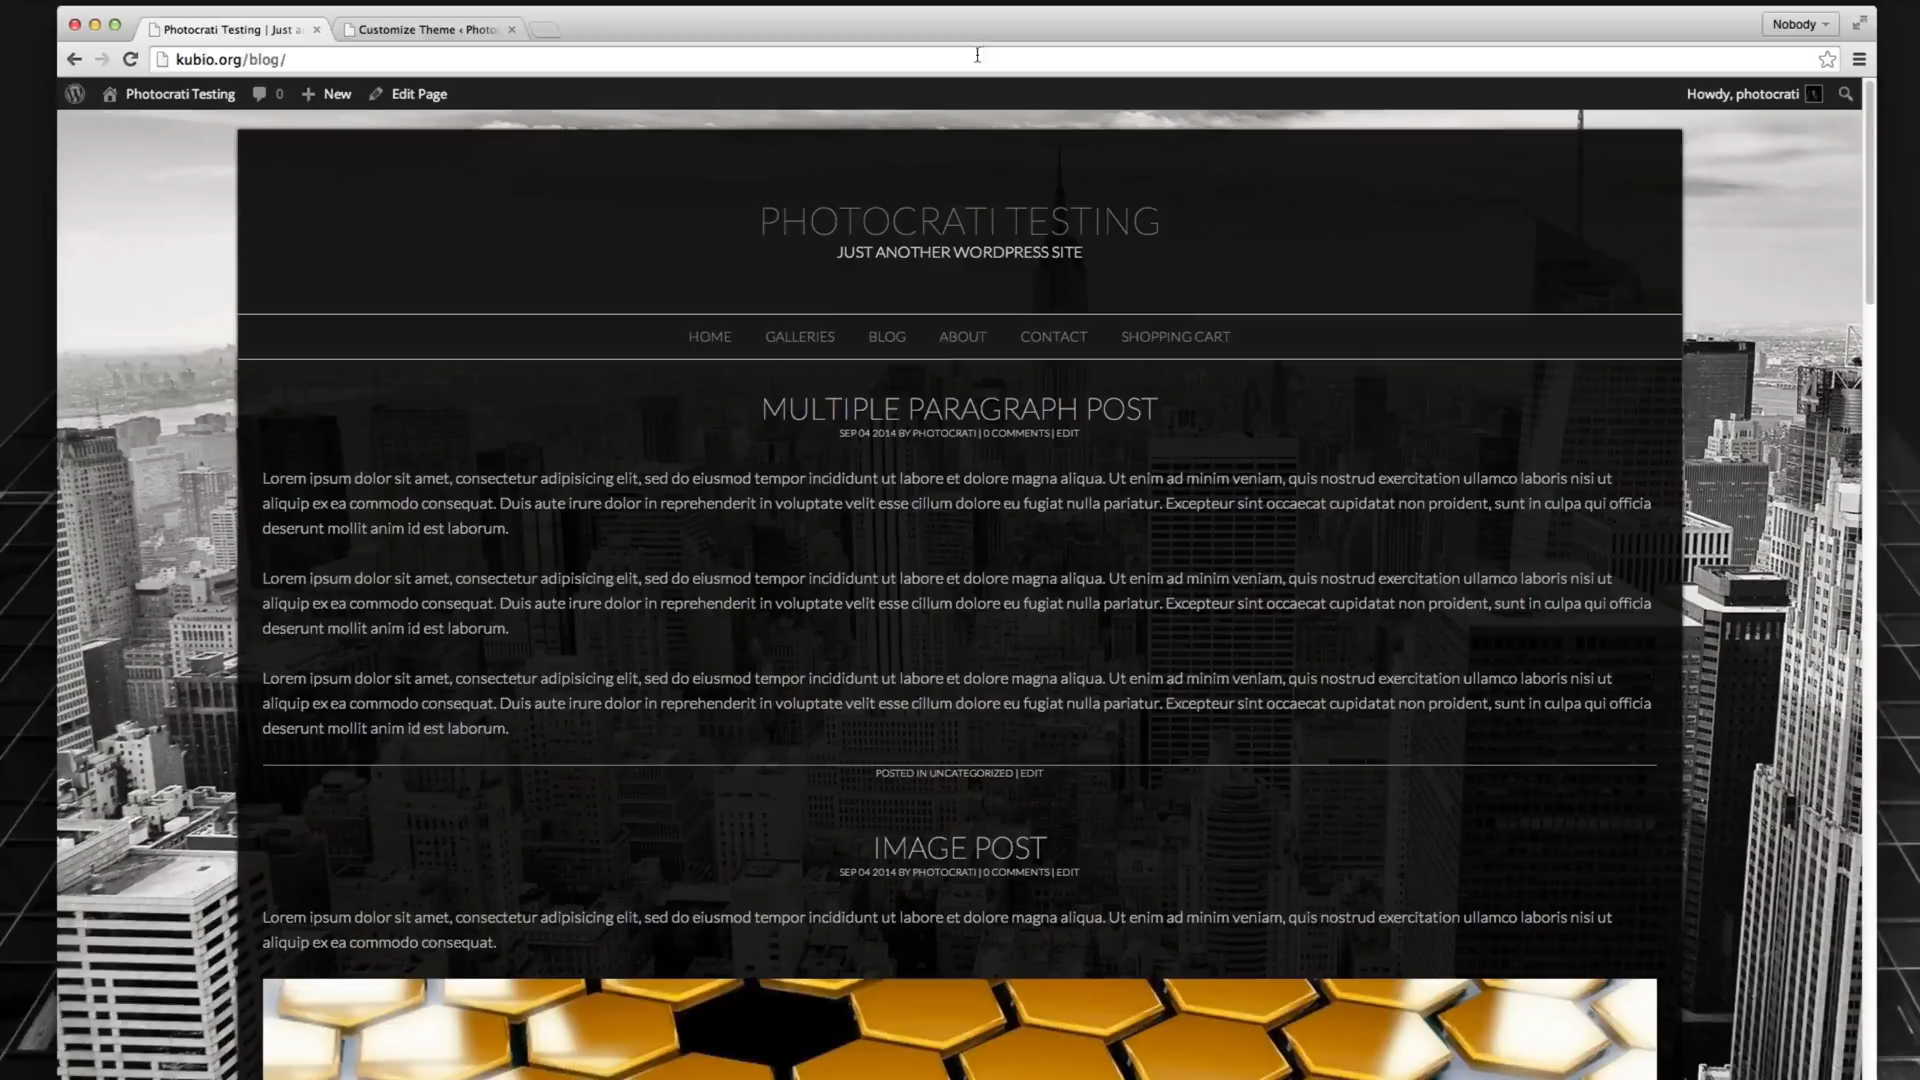 Photocrati Testing | Just a
Customize Theme ‹ Photo
Nobody
kubio.org/blog/
Photocrati Testing
0
New
Edit Page
Howdy, photocrati
PHOTOCRATI TESTING
JUST ANOTHER WORDPRESS SITE
HOME GALLERIES BLOG ABOUT CONTACT SHOPPING CART
MULTIPLE PARAGRAPH POST
SEP 04 2014 BY PHOTOCRATI | 0 COMMENTS | EDIT
Lorem ipsum dolor sit amet, consectetur adipisicing elit, sed do eiusmod tempor incididunt ut labore et dolore magna aliqua. Ut enim ad minim veniam, quis nostrud exercitation ullamco laboris nisi ut
aliquip ex ea commodo consequat. Duis aute irure dolor in reprehenderit in voluptate velit esse cillum dolore eu fugiat nulla pariatur. Excepteur sint occaecat cupidatat non proident, sunt in culpa qui officia
deserunt mollit anim id est laborum.
Lorem ipsum dolor sit amet, consectetur adipisicing elit, sed do eiusmod tempor incididunt ut labore et dolore magna aliqua. Ut enim ad minim veniam, quis nostrud exercitation ullamco laboris nisi ut
aliquip ex ea commodo consequat. Duis aute irure dolor in reprehenderit in voluptate velit esse cillum dolore eu fugiat nulla pariatur. Excepteur sint occaecat cupidatat non proident, sunt in culpa qui officia
deserunt mollit anim id est laborum.
Lorem ipsum dolor sit amet, consectetur adipisicing elit, sed do eiusmod tempor incididunt ut labore et dolore magna aliqua. Ut enim ad minim veniam, quis nostrud exercitation ullamco laboris nisi ut
aliquip ex ea commodo consequat. Duis aute irure dolor in reprehenderit in voluptate velit esse cillum dolore eu fugiat nulla pariatur. Excepteur sint occaecat cupidatat non proident, sunt in culpa qui officia
deserunt mollit anim id est laborum.
POSTED IN UNCATEGORIZED | EDIT
IMAGE POST
SEP 04 2014 BY PHOTOCRATI | 0 COMMENTS | EDIT
Lorem ipsum dolor sit amet, consectetur adipisicing elit, sed do eiusmod tempor incididunt ut labore et dolore magna aliqua. Ut enim ad minim veniam, quis nostrud exercitation ullamco laboris nisi ut
aliquip ex ea commodo consequat.